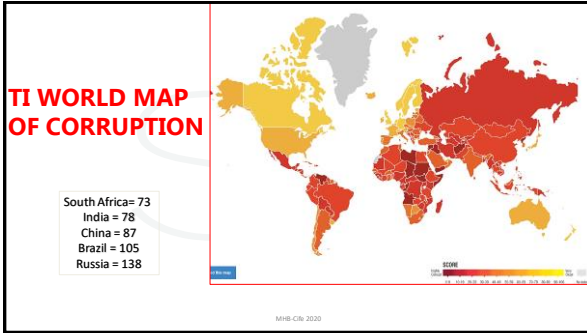 TI WORLD MAP
OF CORRUPTION
South Africa= 73
India = 78
China = 87
Brazil = 105
Russia = 138
SCORE
MHB-Cife 2020